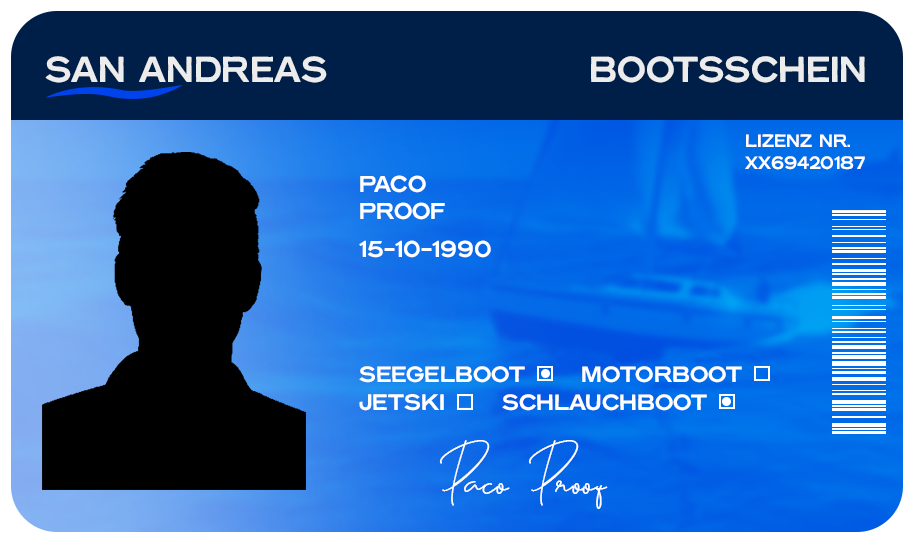 SAN ANDREAS
BOOTSSCHEIN
LIZENZ NR.
XX69420187
PACO
PROOF
15-10-1990
SEEGELBOOT MOTORBOOT
JETSKI SCHLAUCHBOOT
Paco Proof